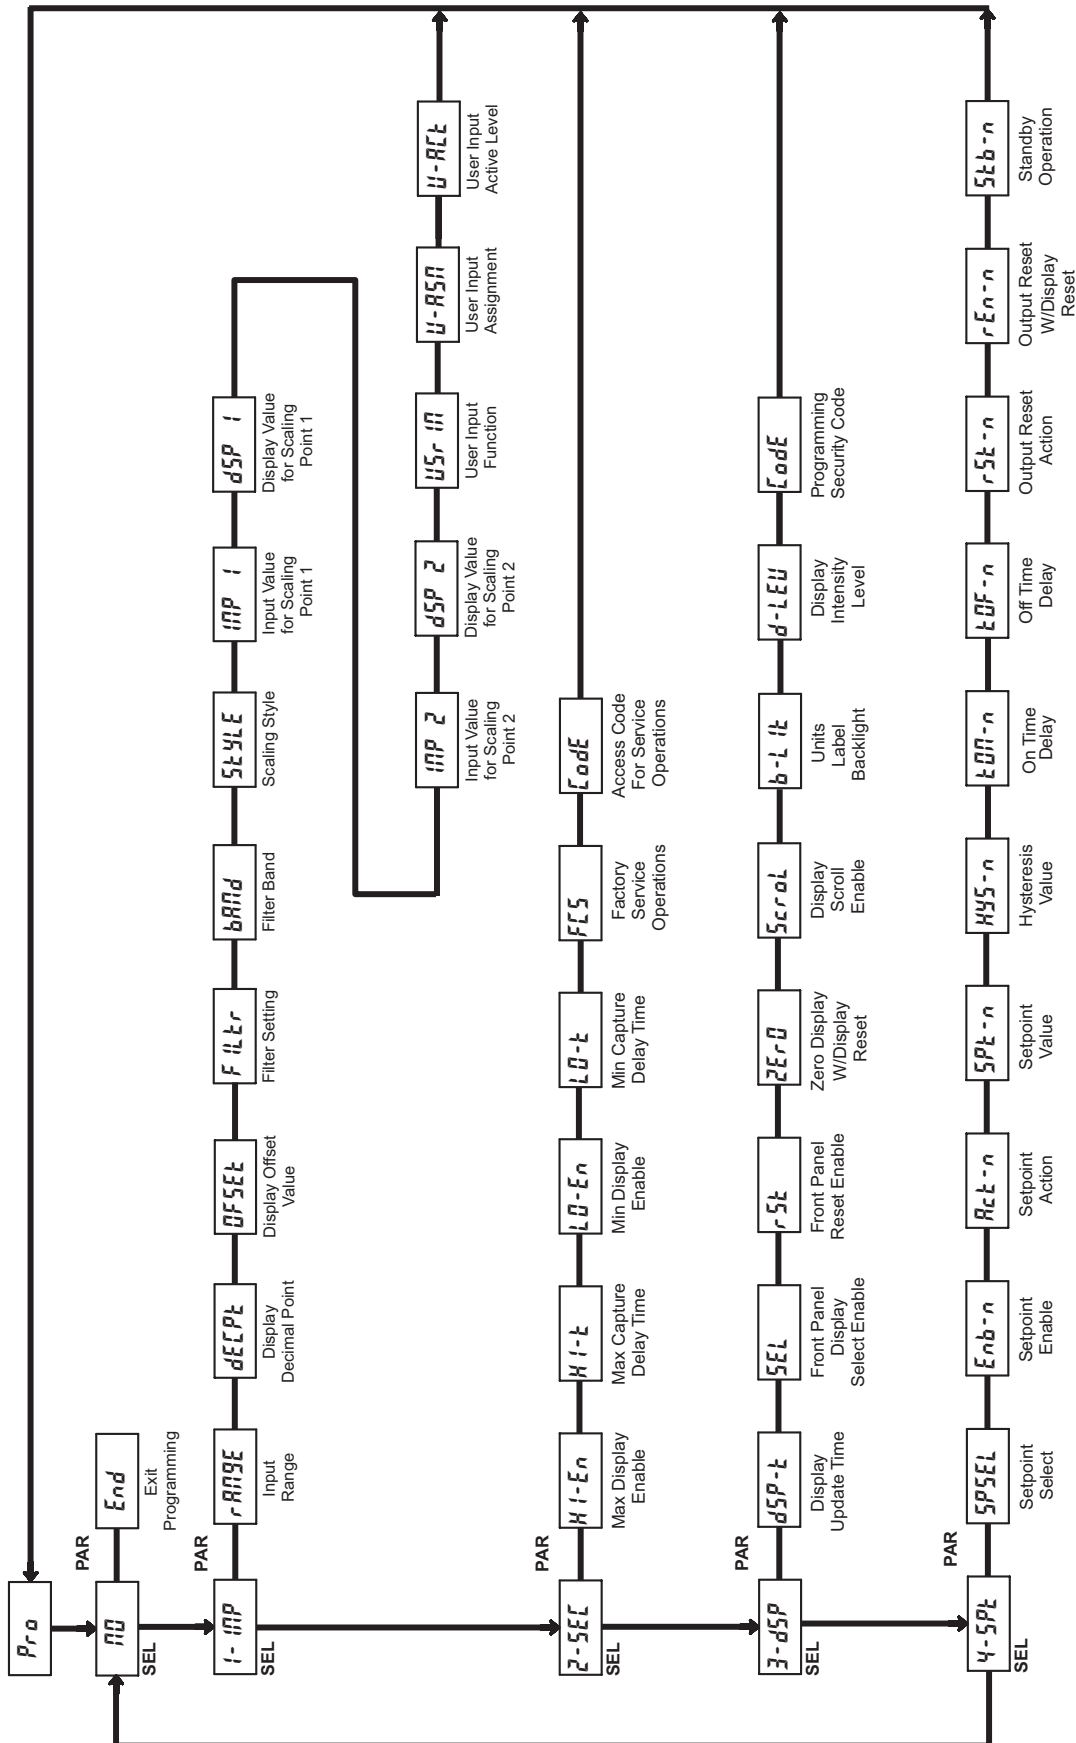 Pro
NO
SEL
PAR
End
Exit
Programming
1-INP
SEL
PAR
rANGE
Input
Range
dECPt
Display
Decimal Point
OFSEt
Display Offset
Value
FILtr
Filter Setting
bANd
Filter Band
StYLE
Scaling Style
INP 1
Input Value
for Scaling
Point 1
dSP 1
Display Value
for Scaling
Point 1
INP 2
Input Value
for Scaling
Point 2
dSP 2
Display Value
for Scaling
Point 2
USrIN
User Input
Function
U-ASN
User Input
Assignment
U-ACt
User Input
Active Level
2-SEC
SEL
PAR
HI-En
Max Display
Enable
HI-t
Max Capture
Delay Time
LO-En
Min Display
Enable
LO-t
Min Capture
Delay Time
FCS
Factory
Service
Operations
CodE
Access Code
For Service
Operations
3-dSP
SEL
PAR
dSP-t
Display
Update Time
SEL
Front Panel
Display
Select Enable
rSt
Front Panel
Reset Enable
ZErO
Zero Display
W/Display
Reset
ScroL
Display
Scroll
Enable
b-LIt
Units
Label
Backlight
d-LEV
Display
Intensity
Level
CodE
Programming
Security Code
4-SPt
SEL
PAR
SPSEL
Setpoint
Select
Enb-n
Setpoint
Enable
Act-n
Setpoint
Action
SPt-n
Setpoint
Value
HYS-n
Hysteresis
Value
tON-n
On Time
Delay
tOF-n
Off Time
Delay
rSt-n
Output Reset
Action
rEn-n
Output Reset
W/Display
Reset
Stb-n
Standby
Operation